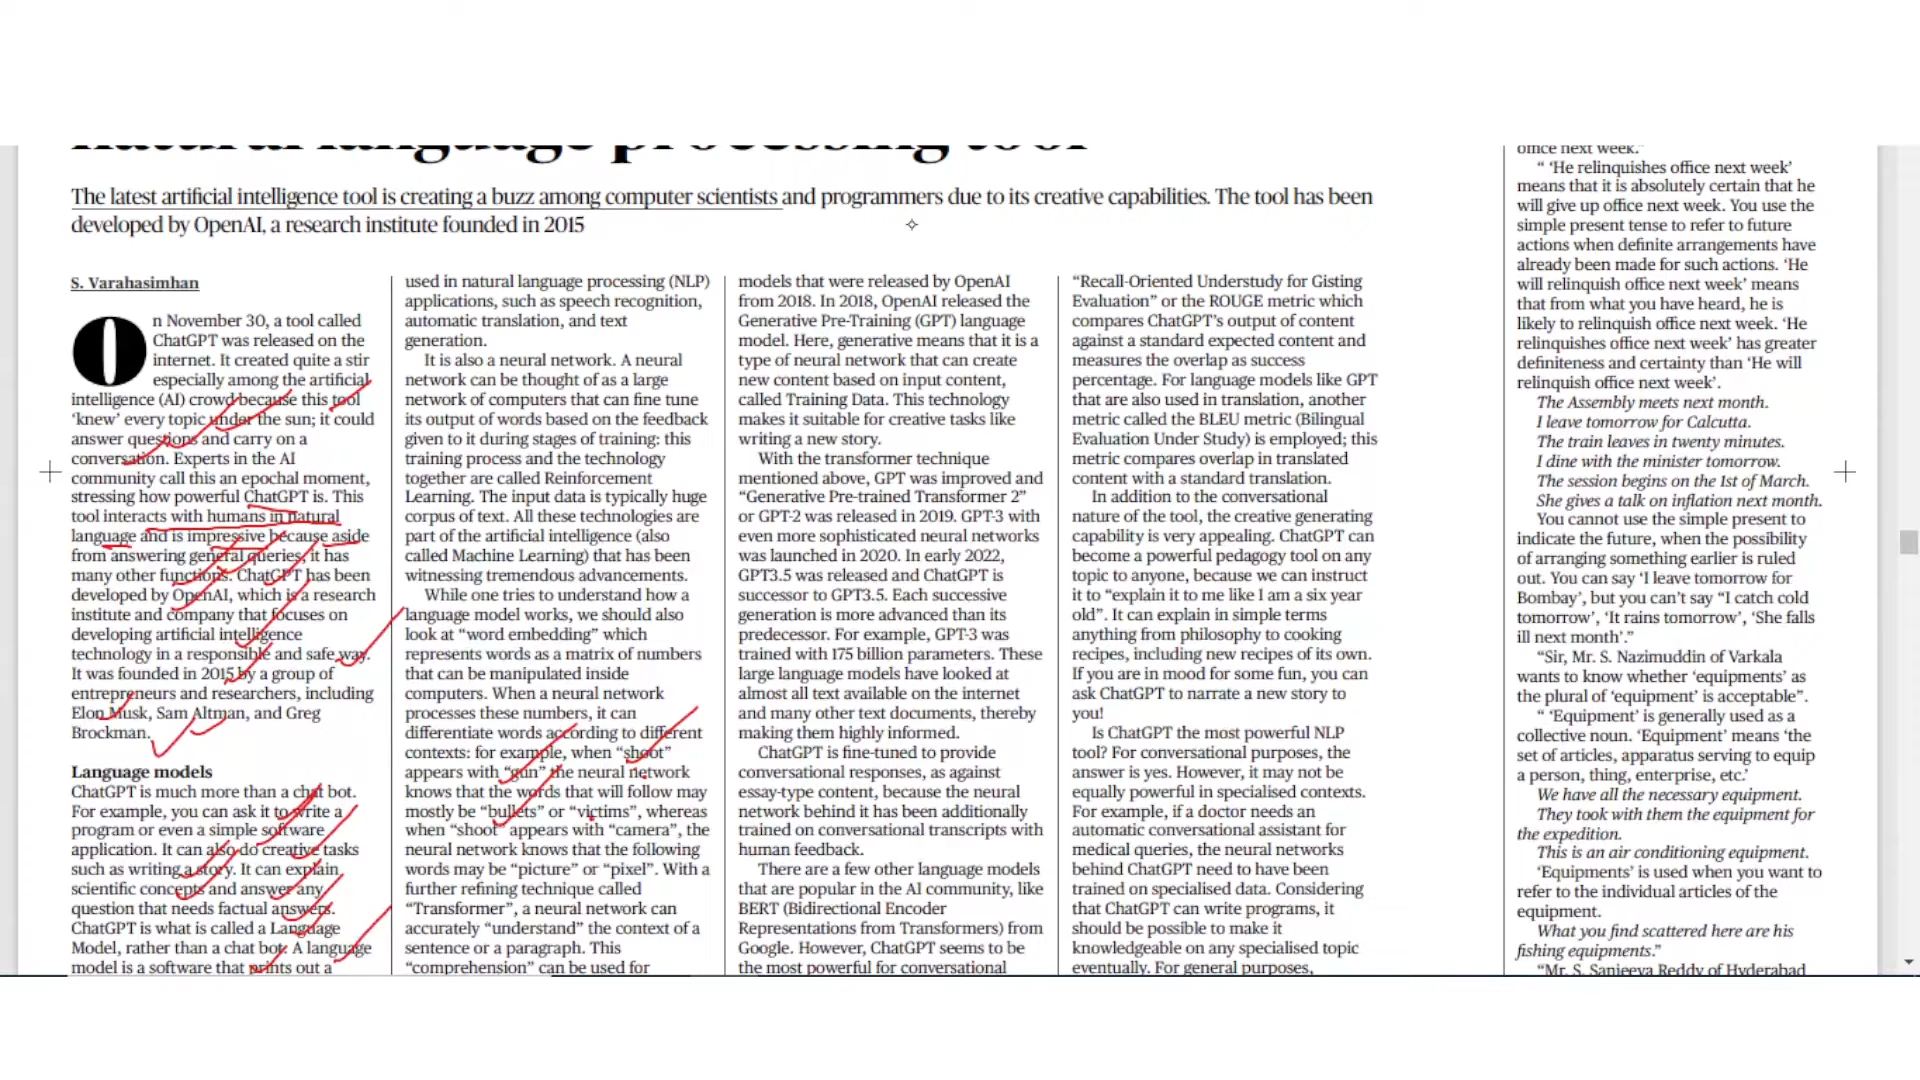 natural language processing tool
The latest artificial intelligence tool is creating a buzz among computer scientists and programmers due to its creative capabilities. The tool has been
developed by OpenAI, a research institute founded in 2015
S. Varahasimhan
On November 30, a tool called
ChatGPT was released on the
internet. It created quite a stir
especially among the artificial
intelligence (AI) crowd because this tool
‘knew’ every topic under the sun; it could
answer questions and carry on a
conversation. Experts in the AI
community call this an epochal moment,
stressing how powerful ChatGPT is. This
tool interacts with humans in natural
language and is impressive because aside
from answering general queries, it has
many other functions. ChatGPT has been
developed by OpenAI, which is a research
institute and company that focuses on
developing artificial intelligence
technology in a responsible and safe way.
It was founded in 2015 by a group of
entrepreneurs and researchers, including
Elon Musk, Sam Altman, and Greg
Brockman.
Language models
ChatGPT is much more than a chat bot.
For example, you can ask it to write a
program or even a simple software
application. It can also do creative tasks
such as writing a story. It can explain
scientific concepts and answer any
question that needs factual answers.
ChatGPT is what is called a Language
Model, rather than a chat bot. A language
model is a software that prints out a
used in natural language processing (NLP)
applications, such as speech recognition,
automatic translation, and text
generation.
It is also a neural network. A neural
network can be thought of as a large
network of computers that can fine tune
its output of words based on the feedback
given to it during stages of training: this
training process and the technology
together are called Reinforcement
Learning. The input data is typically huge
corpus of text. All these technologies are
part of the artificial intelligence (also
called Machine Learning) that has been
witnessing tremendous advancements.
While one tries to understand how a
language model works, we should also
look at “word embedding” which
represents words as a matrix of numbers
that can be manipulated inside
computers. When a neural network
processes these numbers, it can
differentiate words according to different
contexts: for example, when “shoot”
appears with “gun” the neural network
knows that the words that will follow may
mostly be “bullets” or “victims”, whereas
when “shoot” appears with “camera”, the
neural network knows that the following
words may be “picture” or “pixel”. With a
further refining technique called
“Transformer”, a neural network can
accurately “understand” the context of a
sentence or a paragraph. This
“comprehension” can be used for
models that were released by OpenAI
from 2018. In 2018, OpenAI released the
Generative Pre-Training (GPT) language
model. Here, generative means that it is a
type of neural network that can create
new content based on input content,
called Training Data. This technology
makes it suitable for creative tasks like
writing a new story.
With the transformer technique
mentioned above, GPT was improved and
“Generative Pre-trained Transformer 2”
or GPT-2 was released in 2019. GPT-3 with
even more sophisticated neural networks
was launched in 2020. In early 2022,
GPT3.5 was released and ChatGPT is
successor to GPT3.5. Each successive
generation is more advanced than its
predecessor. For example, GPT-3 was
trained with 175 billion parameters. These
large language models have looked at
almost all text available on the internet
and many other text documents, thereby
making them highly informed.
ChatGPT is fine-tuned to provide
conversational responses, as against
essay-type content, because the neural
network behind it has been additionally
trained on conversational transcripts with
human feedback.
There are a few other language models
that are popular in the AI community, like
BERT (Bidirectional Encoder
Representations from Transformers) from
Google. However, ChatGPT seems to be
the most powerful for conversational
“Recall-Oriented Understudy for Gisting
Evaluation” or the ROUGE metric which
compares ChatGPT’s output of content
against a standard expected content and
measures the overlap as success
percentage. For language models like GPT
that are also used in translation, another
metric called the BLEU metric (Bilingual
Evaluation Under Study) is employed; this
metric compares overlap in translated
content with a standard translation.
In addition to the conversational
nature of the tool, the creative generating
capability is very appealing. ChatGPT can
become a powerful pedagogy tool on any
topic to anyone, because we can instruct
it to “explain it to me like I am a six year
old”. It can explain in simple terms
anything from philosophy to cooking
recipes, including new recipes of its own.
If you are in mood for some fun, you can
ask ChatGPT to narrate a new story to
you!
Is ChatGPT the most powerful NLP
tool? For conversational purposes, the
answer is yes. However, it may not be
equally powerful in specialised contexts.
For example, if a doctor needs an
automatic conversational assistant for
medical queries, the neural networks
behind ChatGPT need to have been
trained on specialised data. Considering
that ChatGPT can write programs, it
should be possible to make it
knowledgeable on any specialised topic
eventually. For general purposes,
office next week.”
“ ‘He relinquishes office next week’
means that it is absolutely certain that he
will give up office next week. You use the
simple present tense to refer to future
actions when definite arrangements have
already been made for such actions. ‘He
will relinquish office next week’ means
that from what you have heard, he is
likely to relinquish office next week. ‘He
relinquishes office next week’ has greater
definiteness and certainty than ‘He will
relinquish office next week’.
The Assembly meets next month.
I leave tomorrow for Calcutta.
The train leaves in twenty minutes.
I dine with the minister tomorrow.
The session begins on the 1st of March.
She gives a talk on inflation next month.
You cannot use the simple present to
indicate the future, when the possibility
of arranging something earlier is ruled
out. You can say ‘I leave tomorrow for
Bombay’, but you can’t say “I catch cold
tomorrow’, ‘It rains tomorrow’, ‘She falls
ill next month’.”
“Sir, Mr. S. Nazimuddin of Varkala
wants to know whether ‘equipments’ as
the plural of ‘equipment’ is acceptable”.
“ ‘Equipment’ is generally used as a
collective noun. ‘Equipment’ means ‘the
set of articles, apparatus serving to equip
a person, thing, enterprise, etc.’
We have all the necessary equipment.
They took with them the equipment for
the expedition.
This is an air conditioning equipment.
‘Equipments’ is used when you want to
refer to the individual articles of the
equipment.
What you find scattered here are his
fishing equipments.”
“Mr. S. Sanjeeva Reddy of Hyderabad